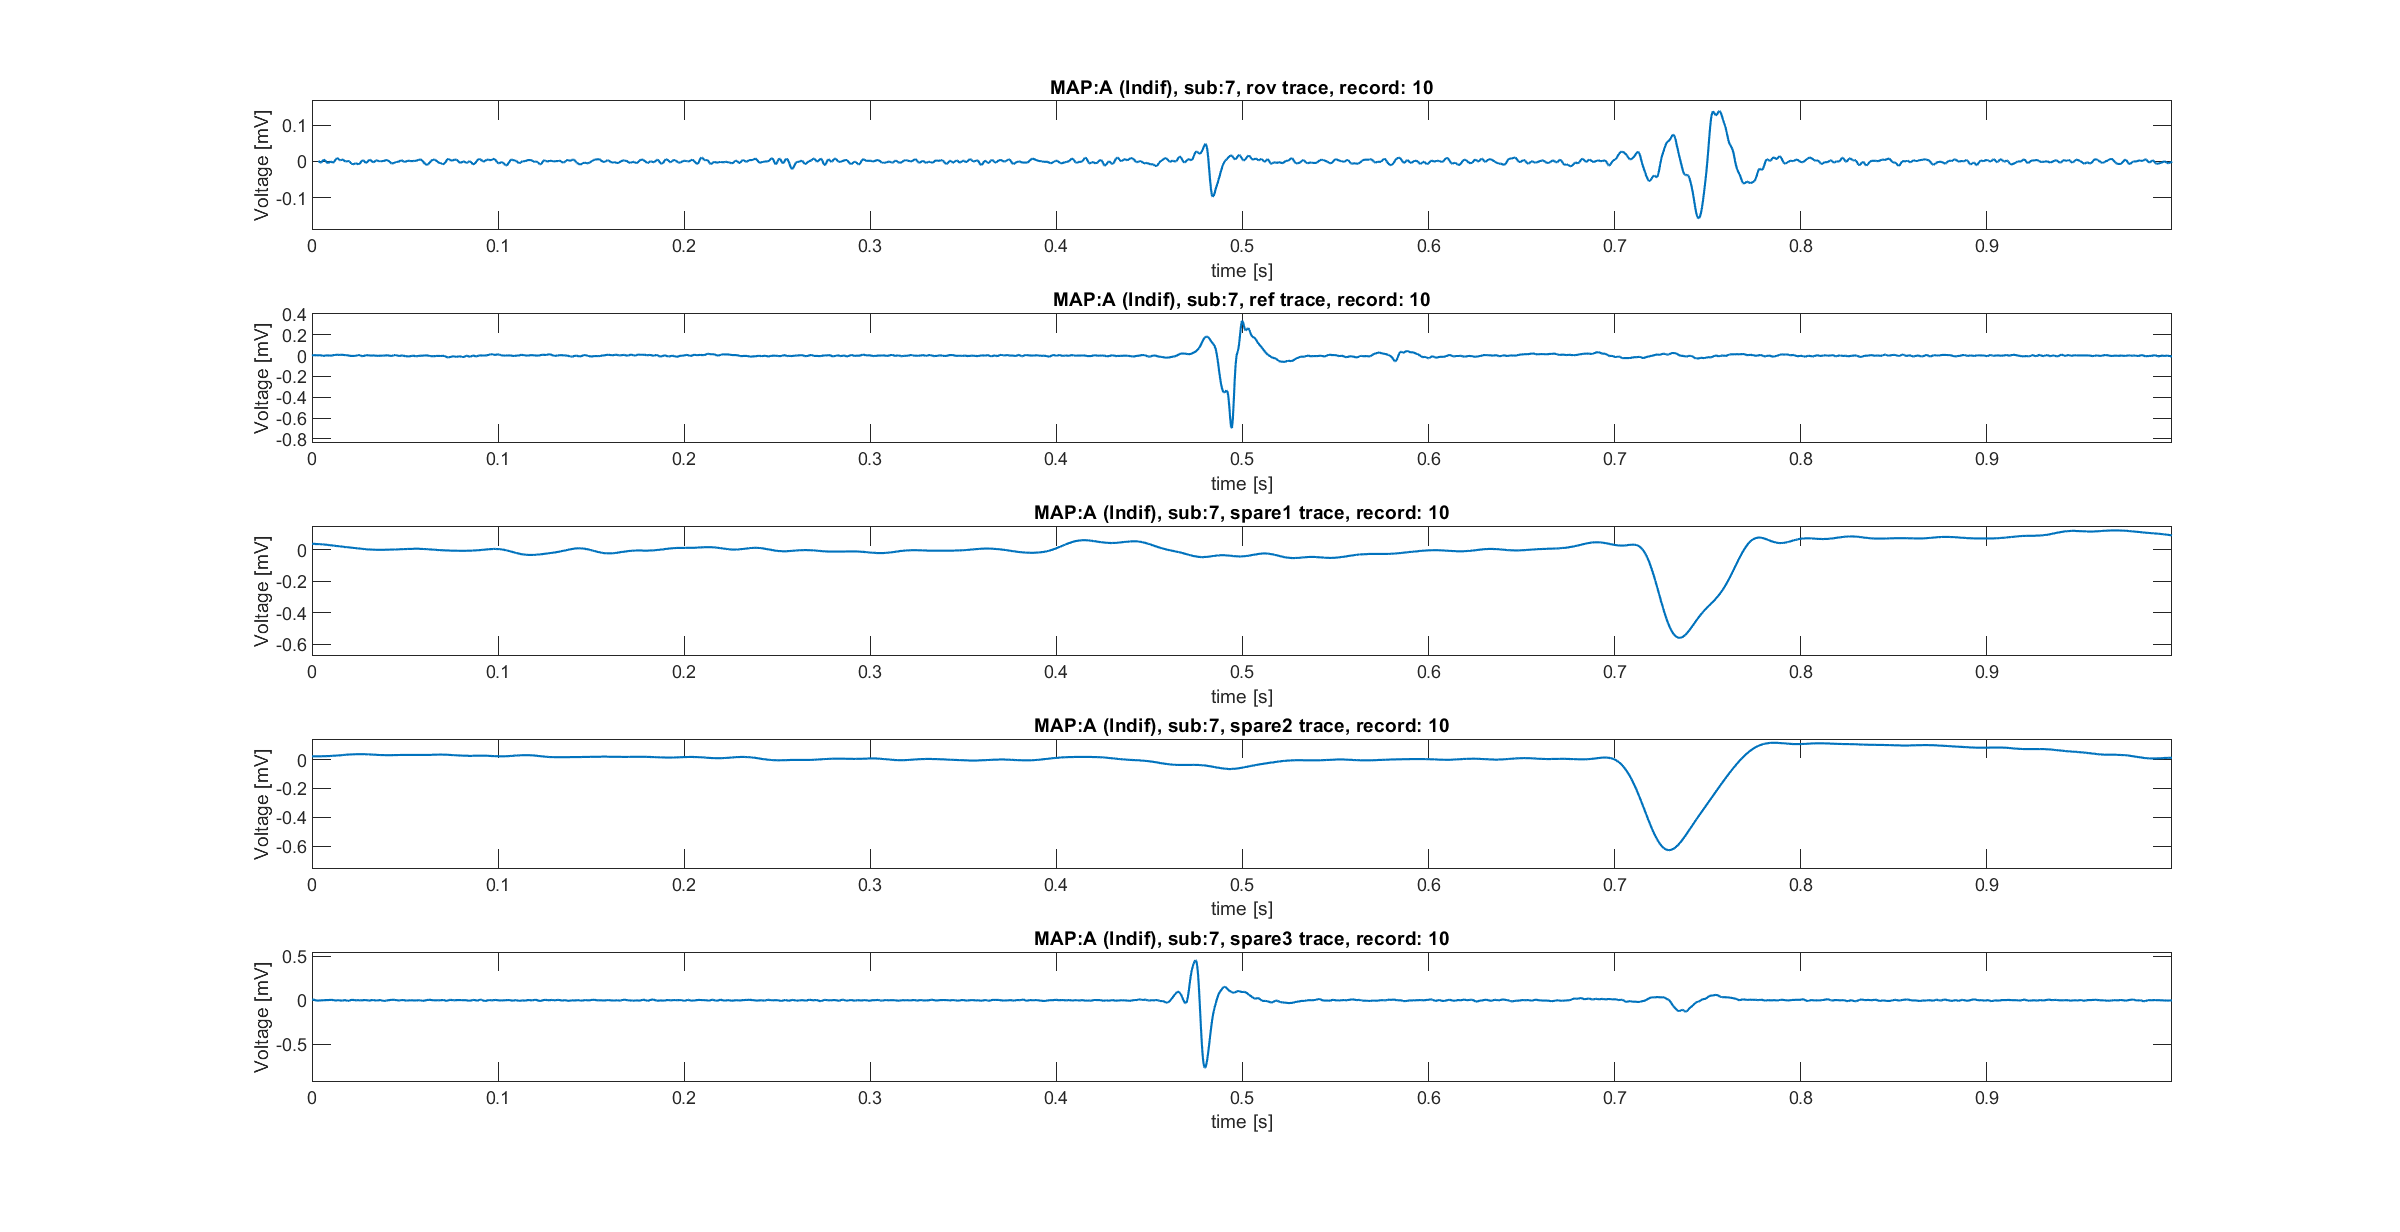 MAP:A (Indif), sub:7, rov trace, record: 10
Voltage [mV]
0.1
0
-0.1
0 0.1 0.2 0.3 0.4 0.5 0.6 0.7 0.8 0.9
time [s]
MAP:A (Indif), sub:7, ref trace, record: 10
Voltage [mV]
0.4
0.2
0
-0.2
-0.4
-0.6
-0.8
0 0.1 0.2 0.3 0.4 0.5 0.6 0.7 0.8 0.9
time [s]
MAP:A (Indif), sub:7, spare1 trace, record: 10
Voltage [mV]
0
-0.2
-0.4
-0.6
0 0.1 0.2 0.3 0.4 0.5 0.6 0.7 0.8 0.9
time [s]
MAP:A (Indif), sub:7, spare2 trace, record: 10
Voltage [mV]
0
-0.2
-0.4
-0.6
0 0.1 0.2 0.3 0.4 0.5 0.6 0.7 0.8 0.9
time [s]
MAP:A (Indif), sub:7, spare3 trace, record: 10
Voltage [mV]
0.5
0
-0.5
0 0.1 0.2 0.3 0.4 0.5 0.6 0.7 0.8 0.9
time [s]